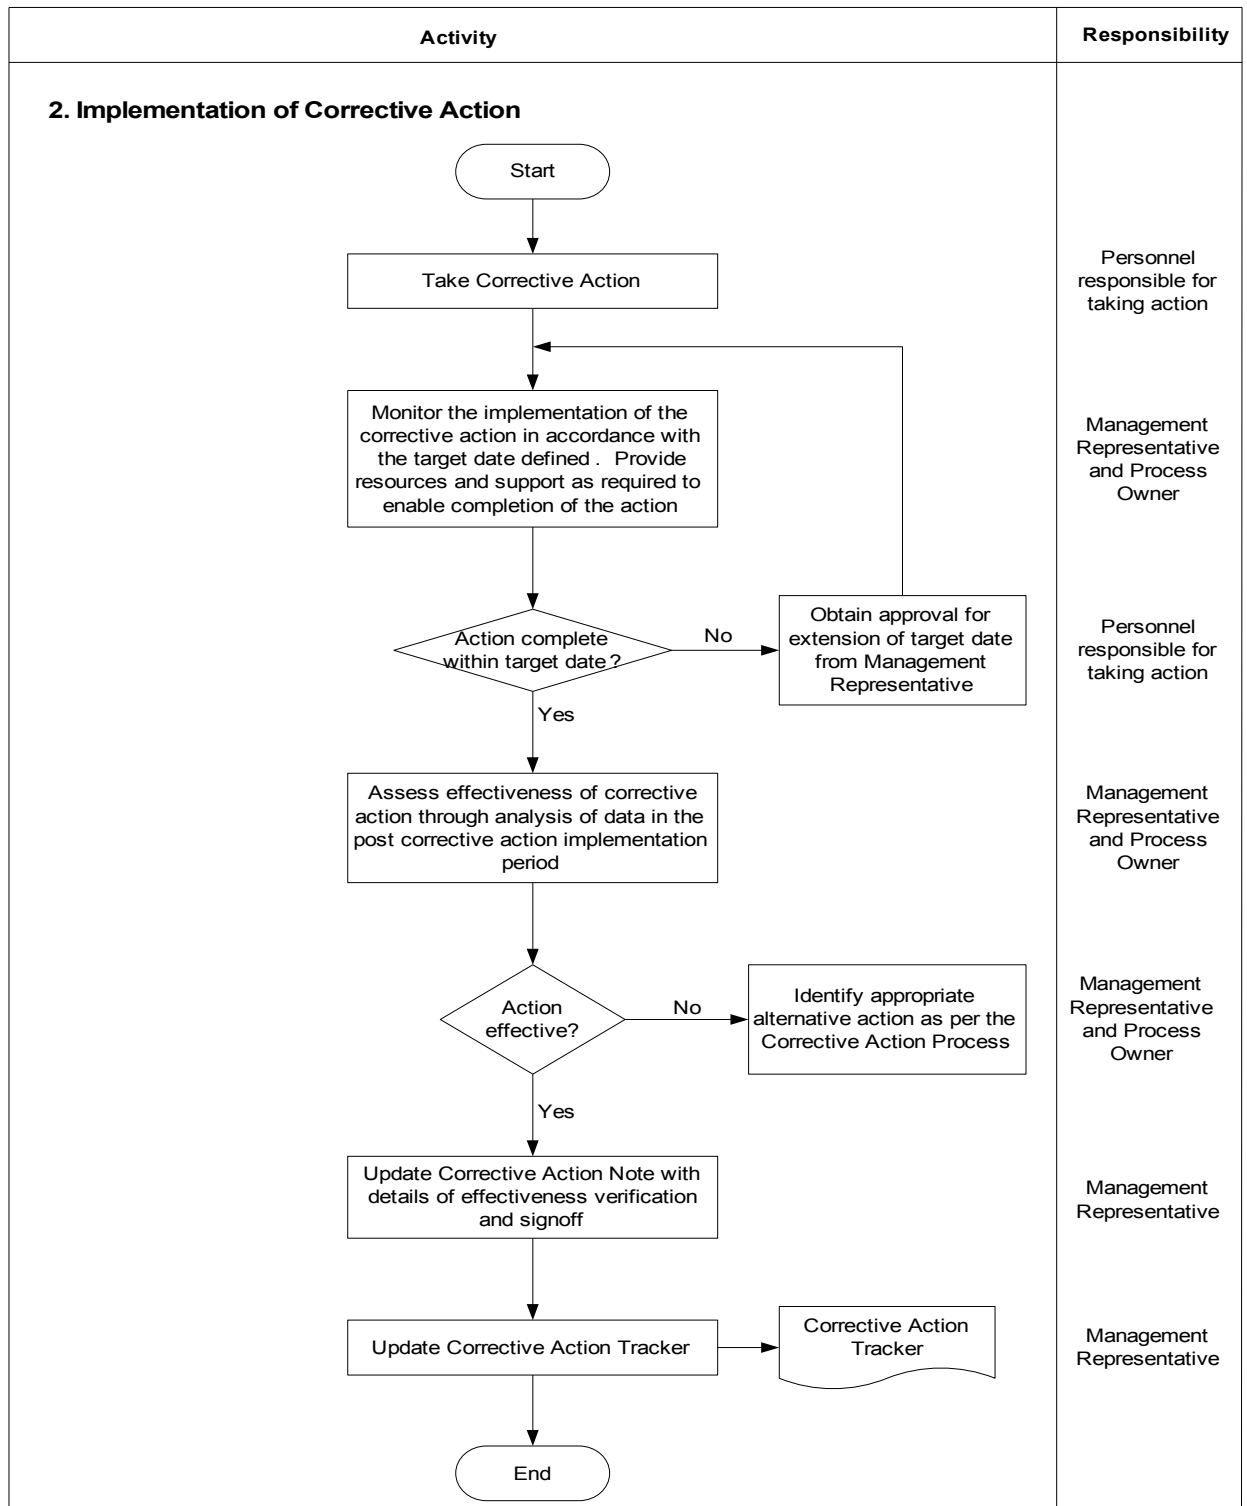 Activity
Responsibility
2. Implementation of Corrective Action
Start
Take Corrective Action
Personnel
responsible for
taking action
Monitor the implementation of the
corrective action in accordance with
the target date defined .  Provide
resources and support as required to
enable completion of the action
Management
Representative
and Process
Owner
Action complete
within target date?
No
Obtain approval for
extension of target date
from Management
Representative
Personnel
responsible for
taking action
Yes
Assess effectiveness of corrective
action through analysis of data in the
post corrective action implementation
period
Management
Representative
and Process
Owner
Action
effective?
No
Identify appropriate
alternative action as per the
Corrective Action Process
Management
Representative
and Process
Owner
Yes
Update Corrective Action Note with
details of effectiveness verification
and signoff
Management
Representative
Update Corrective Action Tracker
Corrective Action
Tracker
Management
Representative
End